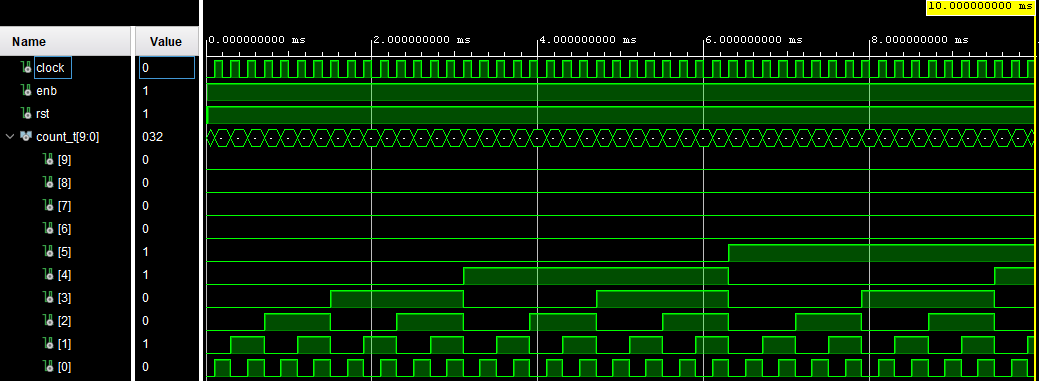 10.000000000 ms
Name Value 0.000000000 ms 2.000000000 ms 4.000000000 ms 6.000000000 ms 8.000000000 ms
clock 0
enb 1
rst 1
count_t[9:0] 032
[9] 0
[8] 0
[7] 0
[6] 0
[5] 1
[4] 1
[3] 0
[2] 0
[1] 1
[0] 0